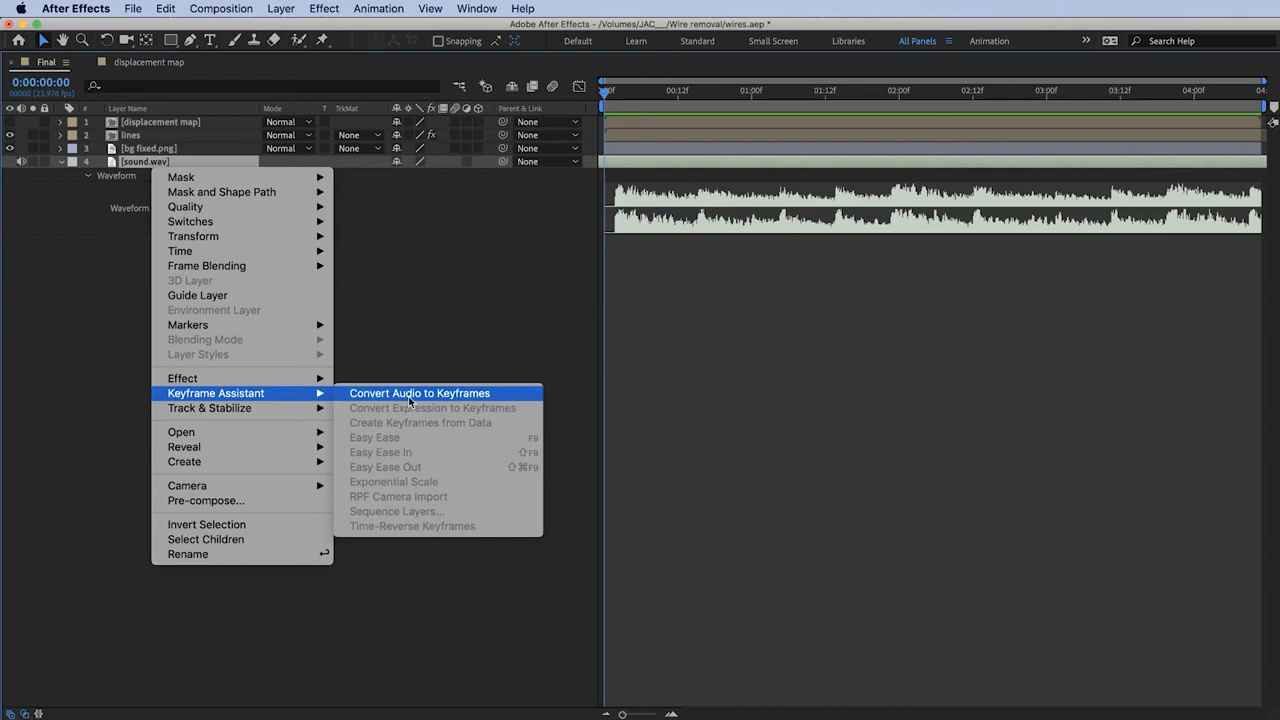 After Effects File Edit Composition Layer Effect Animation View Window Help
Adobe After Effects - /Volumes/JAC___/Wire removal/wires.aep *
Snapping Default Learn Standard Small Screen Libraries All Panels Animation Search Help
Final displacement map
0:00:00:00
(23.976 fps)
# Layer Name Mode T TrkMat fx Parent & Link
00:12f 01:00f 01:12f 02:00f 02:12f 03:00f 03:12f 04:00f
1 [displacement map] Normal None
2 lines Normal None fx None
3 [bg fixed.png] Normal None None
4 [sound.wav] None
Waveform
Waveform
Mask
Mask and Shape Path
Quality
Switches
Transform
Time
Frame Blending
3D Layer
Guide Layer
Environment Layer
Markers
Blending Mode
Layer Styles
Effect
Keyframe Assistant
Track & Stabilize
Open
Reveal
Create
Camera
Pre-compose...
Invert Selection
Select Children
Rename
Convert Audio to Keyframes
Convert Expression to Keyframes
Create Keyframes from Data
Easy Ease F9
Easy Ease In ⇧F9
Easy Ease Out ⇧⌘F9
Exponential Scale
RPF Camera Import
Sequence Layers...
Time-Reverse Keyframes